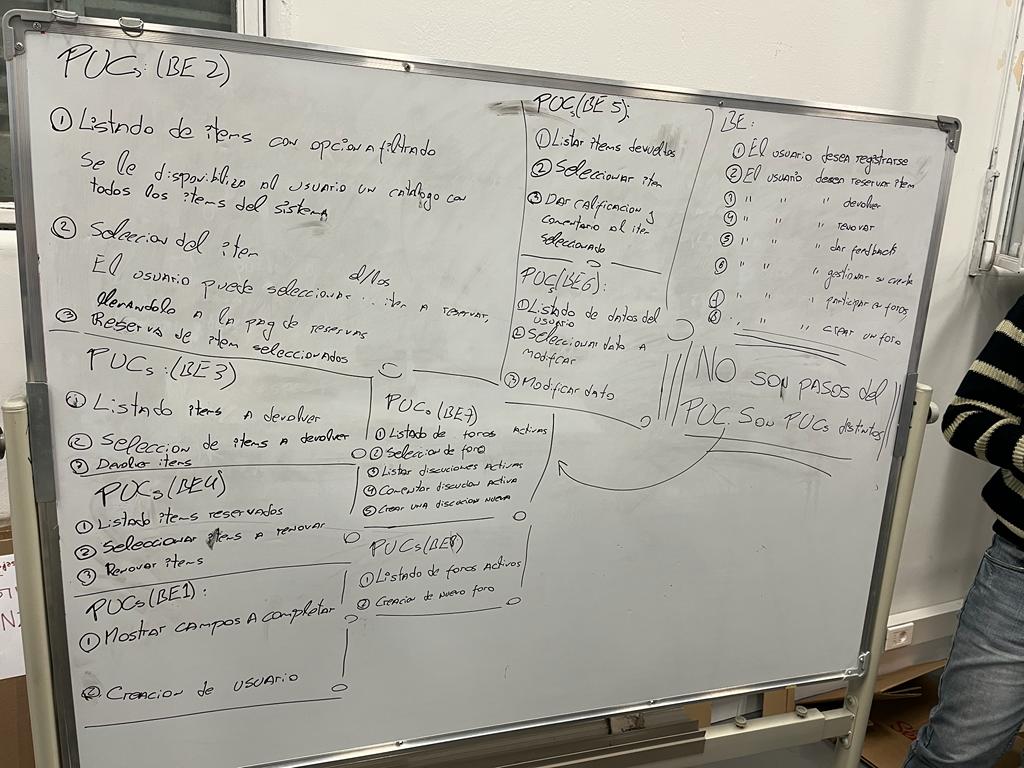 PUCs: (BE 2)
① Listado de items con opcion a filtrado
Se le disponibiliza al usuario un catalogo con
todos los items del sistema
② Seleccion del item
El usuario puede seleccionar el/los item a reservar,
llevandolo a la pag de reservas
③ Reserva de item seleccionados
PUCs: (BE 3)
① Listado items a devolver
② Seleccion de items a devolver
③ Devolver items
PUCs (BE4)
① Listado items reservados
② Seleccionar items a renovar
③ Renovar items
PUCs (BE1):
① Mostrar campos a completar
② Creacion de usuario
PUCs (BE7)
① Listado de foros activos
② Seleccion de foro
③ Listar discuciones activas
④ Comentar discucion activa
⑤ Crear una discucion nueva
PUCs (BE8)
① Listado de foros activos
② Creacion de nuevo foro
PUCs (BE 5):
① Listar items devueltos
② Seleccionar item
③ Dar calificacion y
comentario al item
seleccionado
PUCs (BE6):
① Listado de datos del
usuario
② Seleccionar dato a
modificar
③ Modificar dato
BE:
① El usuario desea registrarse
② El usuario desea reservar item
③ " " " devolver
④ " " " renovar
⑤ " " " dar feedback
⑥ " " " gestionar su cuenta
⑦ " " " participar en foros
⑧ " " " crear un foro
NO son pasos del
PUC. Son PUCs distintos